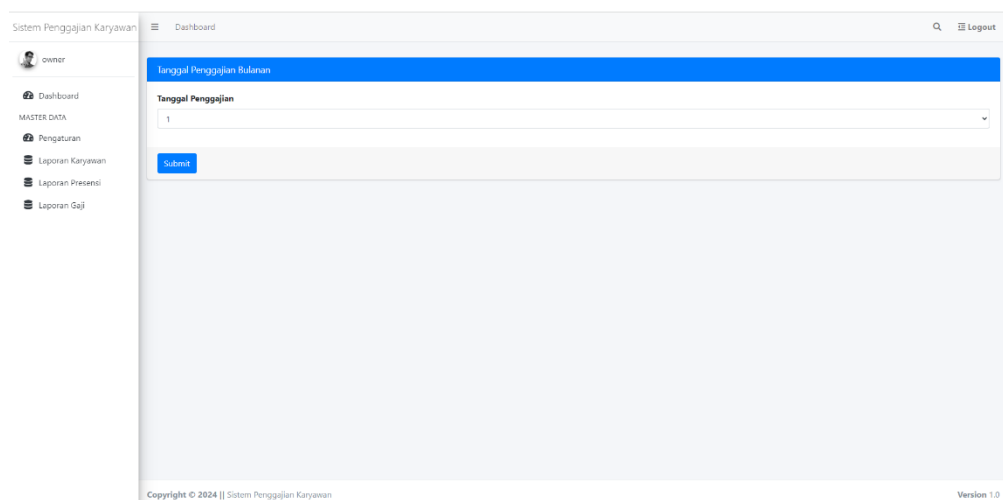 Sistem Penggajian Karyawan
Dashboard
Logout
owner
Dashboard
MASTER DATA
Pengaturan
Laporan Karyawan
Laporan Presensi
Laporan Gaji
Tanggal Penggajian Bulanan
Tanggal Penggajian
1
Submit
Copyright © 2024 || Sistem Penggajian Karyawan
Version 1.0